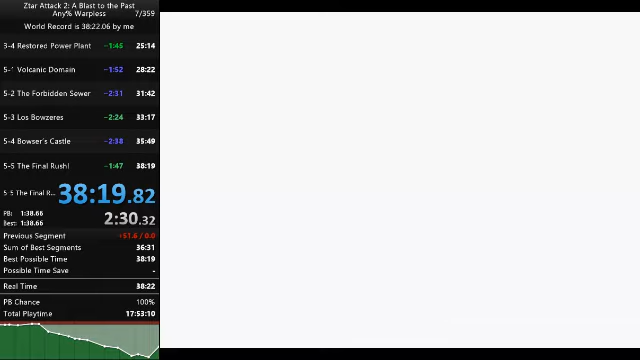 Ztar Attack 2: A Blast to the Past
Any% Warpless 7/359
World Record is 38:22.06 by me
3-4 Restored Power Plant −1:45 25:14
5-1 Volcanic Domain −1:52 28:22
5-2 The Forbidden Sewer −2:31 31:42
5-3 Los Bowzeres −2:24 33:17
5-4 Bowser's Castle −2:38 35:49
5-5 The Final Rush! −1:47 38:19
5-5 The Final R... 38:19.82
PB: 1:38.66
Best: 1:38.66
2:30.32
Previous Segment +51.6 / 0.0
Sum of Best Segments 36:31
Best Possible Time 38:19
Possible Time Save -
Real Time 38:22
PB Chance 100%
Total Playtime 17:53:10